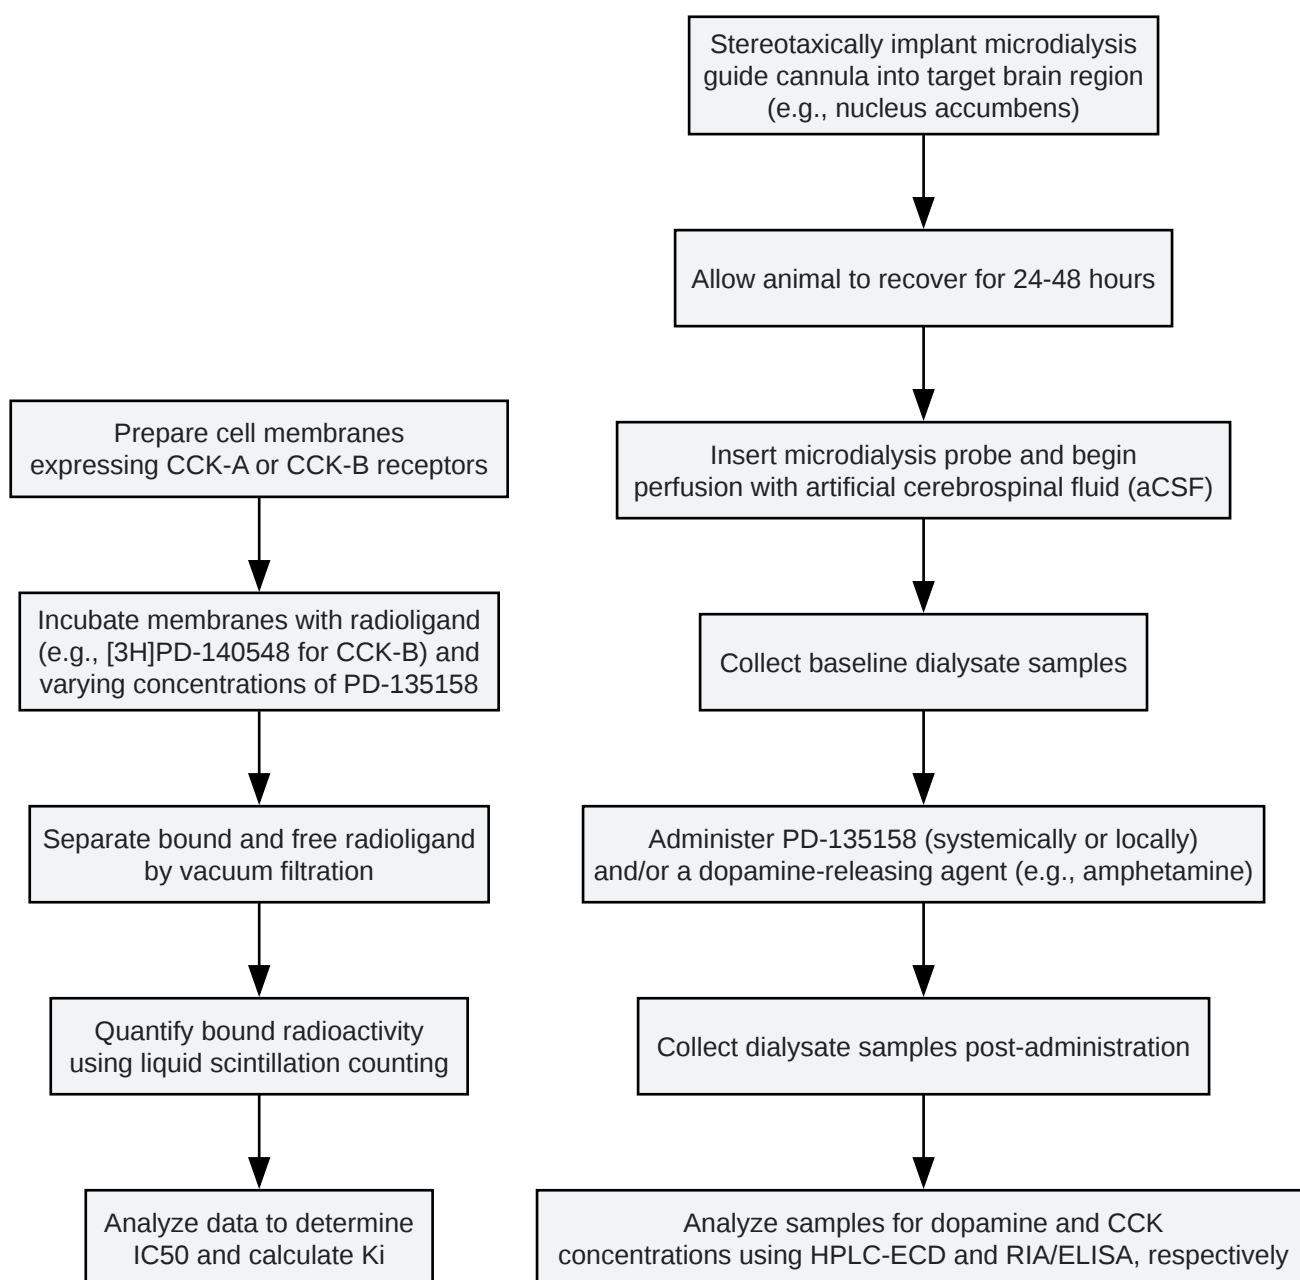 Stereotaxically implant microdialysis
guide cannula into target brain region
(e.g., nucleus accumbens)
Allow animal to recover for 24-48 hours
Insert microdialysis probe and begin
perfusion with artificial cerebrospinal fluid (aCSF)
Collect baseline dialysate samples
Administer PD-135158 (systemically or locally)
and/or a dopamine-releasing agent (e.g., amphetamine)
Collect dialysate samples post-administration
Analyze samples for dopamine and CCK
concentrations using HPLC-ECD and RIA/ELISA, respectively
Prepare cell membranes
expressing CCK-A or CCK-B receptors
Incubate membranes with radioligand
(e.g., [3H]PD-140548 for CCK-B) and
varying concentrations of PD-135158
Separate bound and free radioligand
by vacuum filtration
Quantify bound radioactivity
using liquid scintillation counting
Analyze data to determine
IC50 and calculate Ki